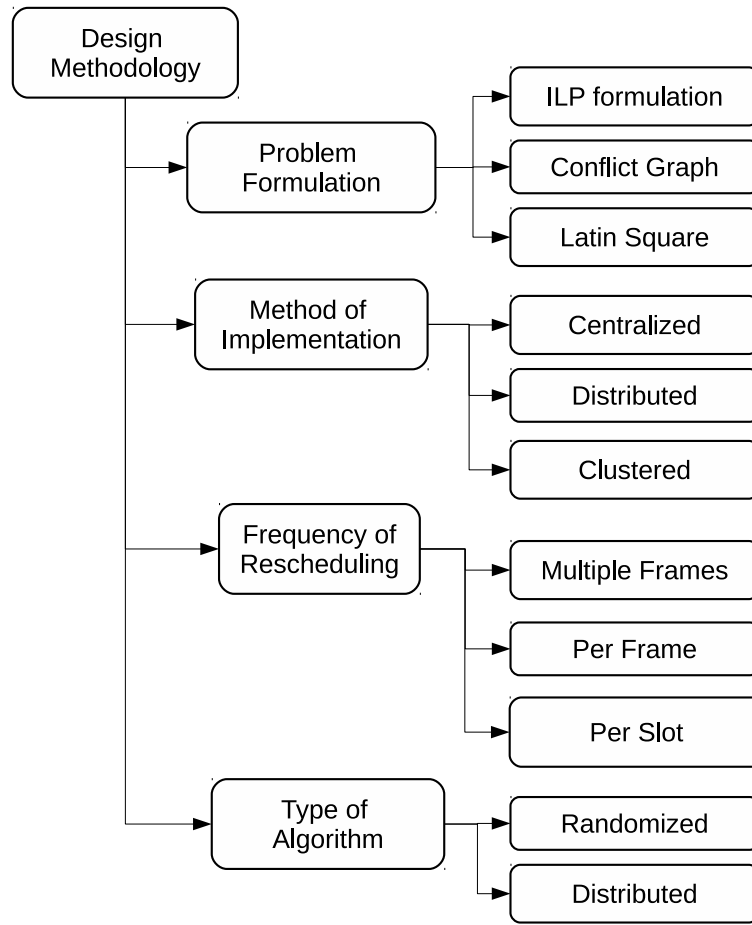 Design
Methodology
Problem
Formulation
ILP formulation
Conflict Graph
Latin Square
Method of
Implementation
Centralized
Distributed
Clustered
Frequency of
Rescheduling
Multiple Frames
Per Frame
Per Slot
Type of
Algorithm
Randomized
Distributed